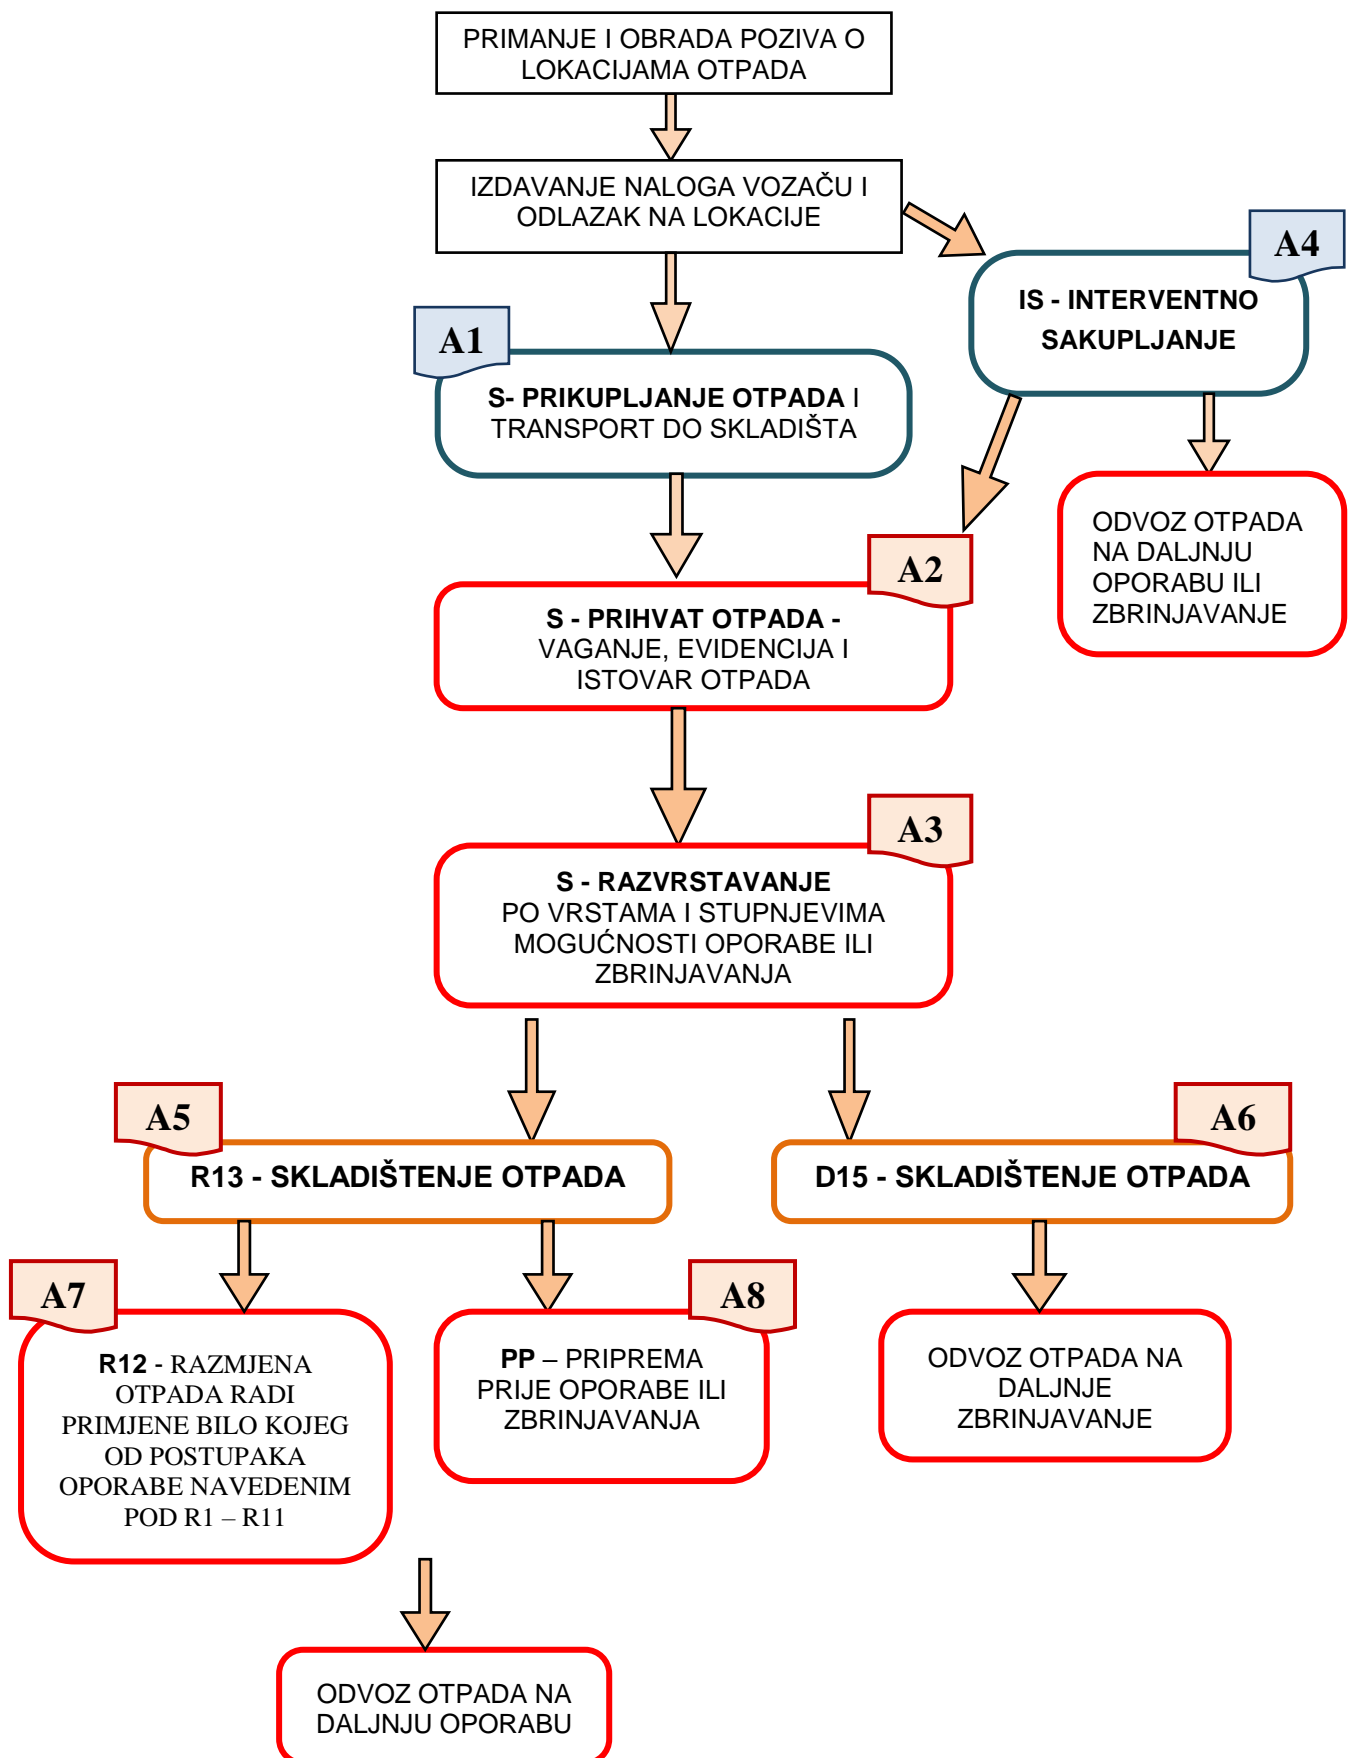 PRIMANJE I OBRADA POZIVA O
LOKACIJAMA OTPADA
IZDAVANJE NALOGA VOZAČU I
ODLAZAK NA LOKACIJE
A4
IS - INTERVENTNO
SAKUPLJANJE
A1
S- PRIKUPLJANJE OTPADA I
TRANSPORT DO SKLADIŠTA
ODVOZ OTPADA
NA DALJNJU
OPORABU ILI
ZBRINJAVANJE
A2
S - PRIHVAT OTPADA -
VAGANJE, EVIDENCIJA I
ISTOVAR OTPADA
A3
S - RAZVRSTAVANJE
PO VRSTAMA I STUPNJEVIMA
MOGUĆNOSTI OPORABE ILI
ZBRINJAVANJA
A5
R13 - SKLADIŠTENJE OTPADA
A6
D15 - SKLADIŠTENJE OTPADA
A7
R12 - RAZMJENA
OTPADA RADI
PRIMJENE BILO KOJEG
OD POSTUPAKA
OPORABE NAVEDENIM
POD R1 – R11
A8
PP – PRIPREMA
PRIJE OPORABE ILI
ZBRINJAVANJA
ODVOZ OTPADA NA
DALJNJE
ZBRINJAVANJE
ODVOZ OTPADA NA
DALJNJU OPORABU